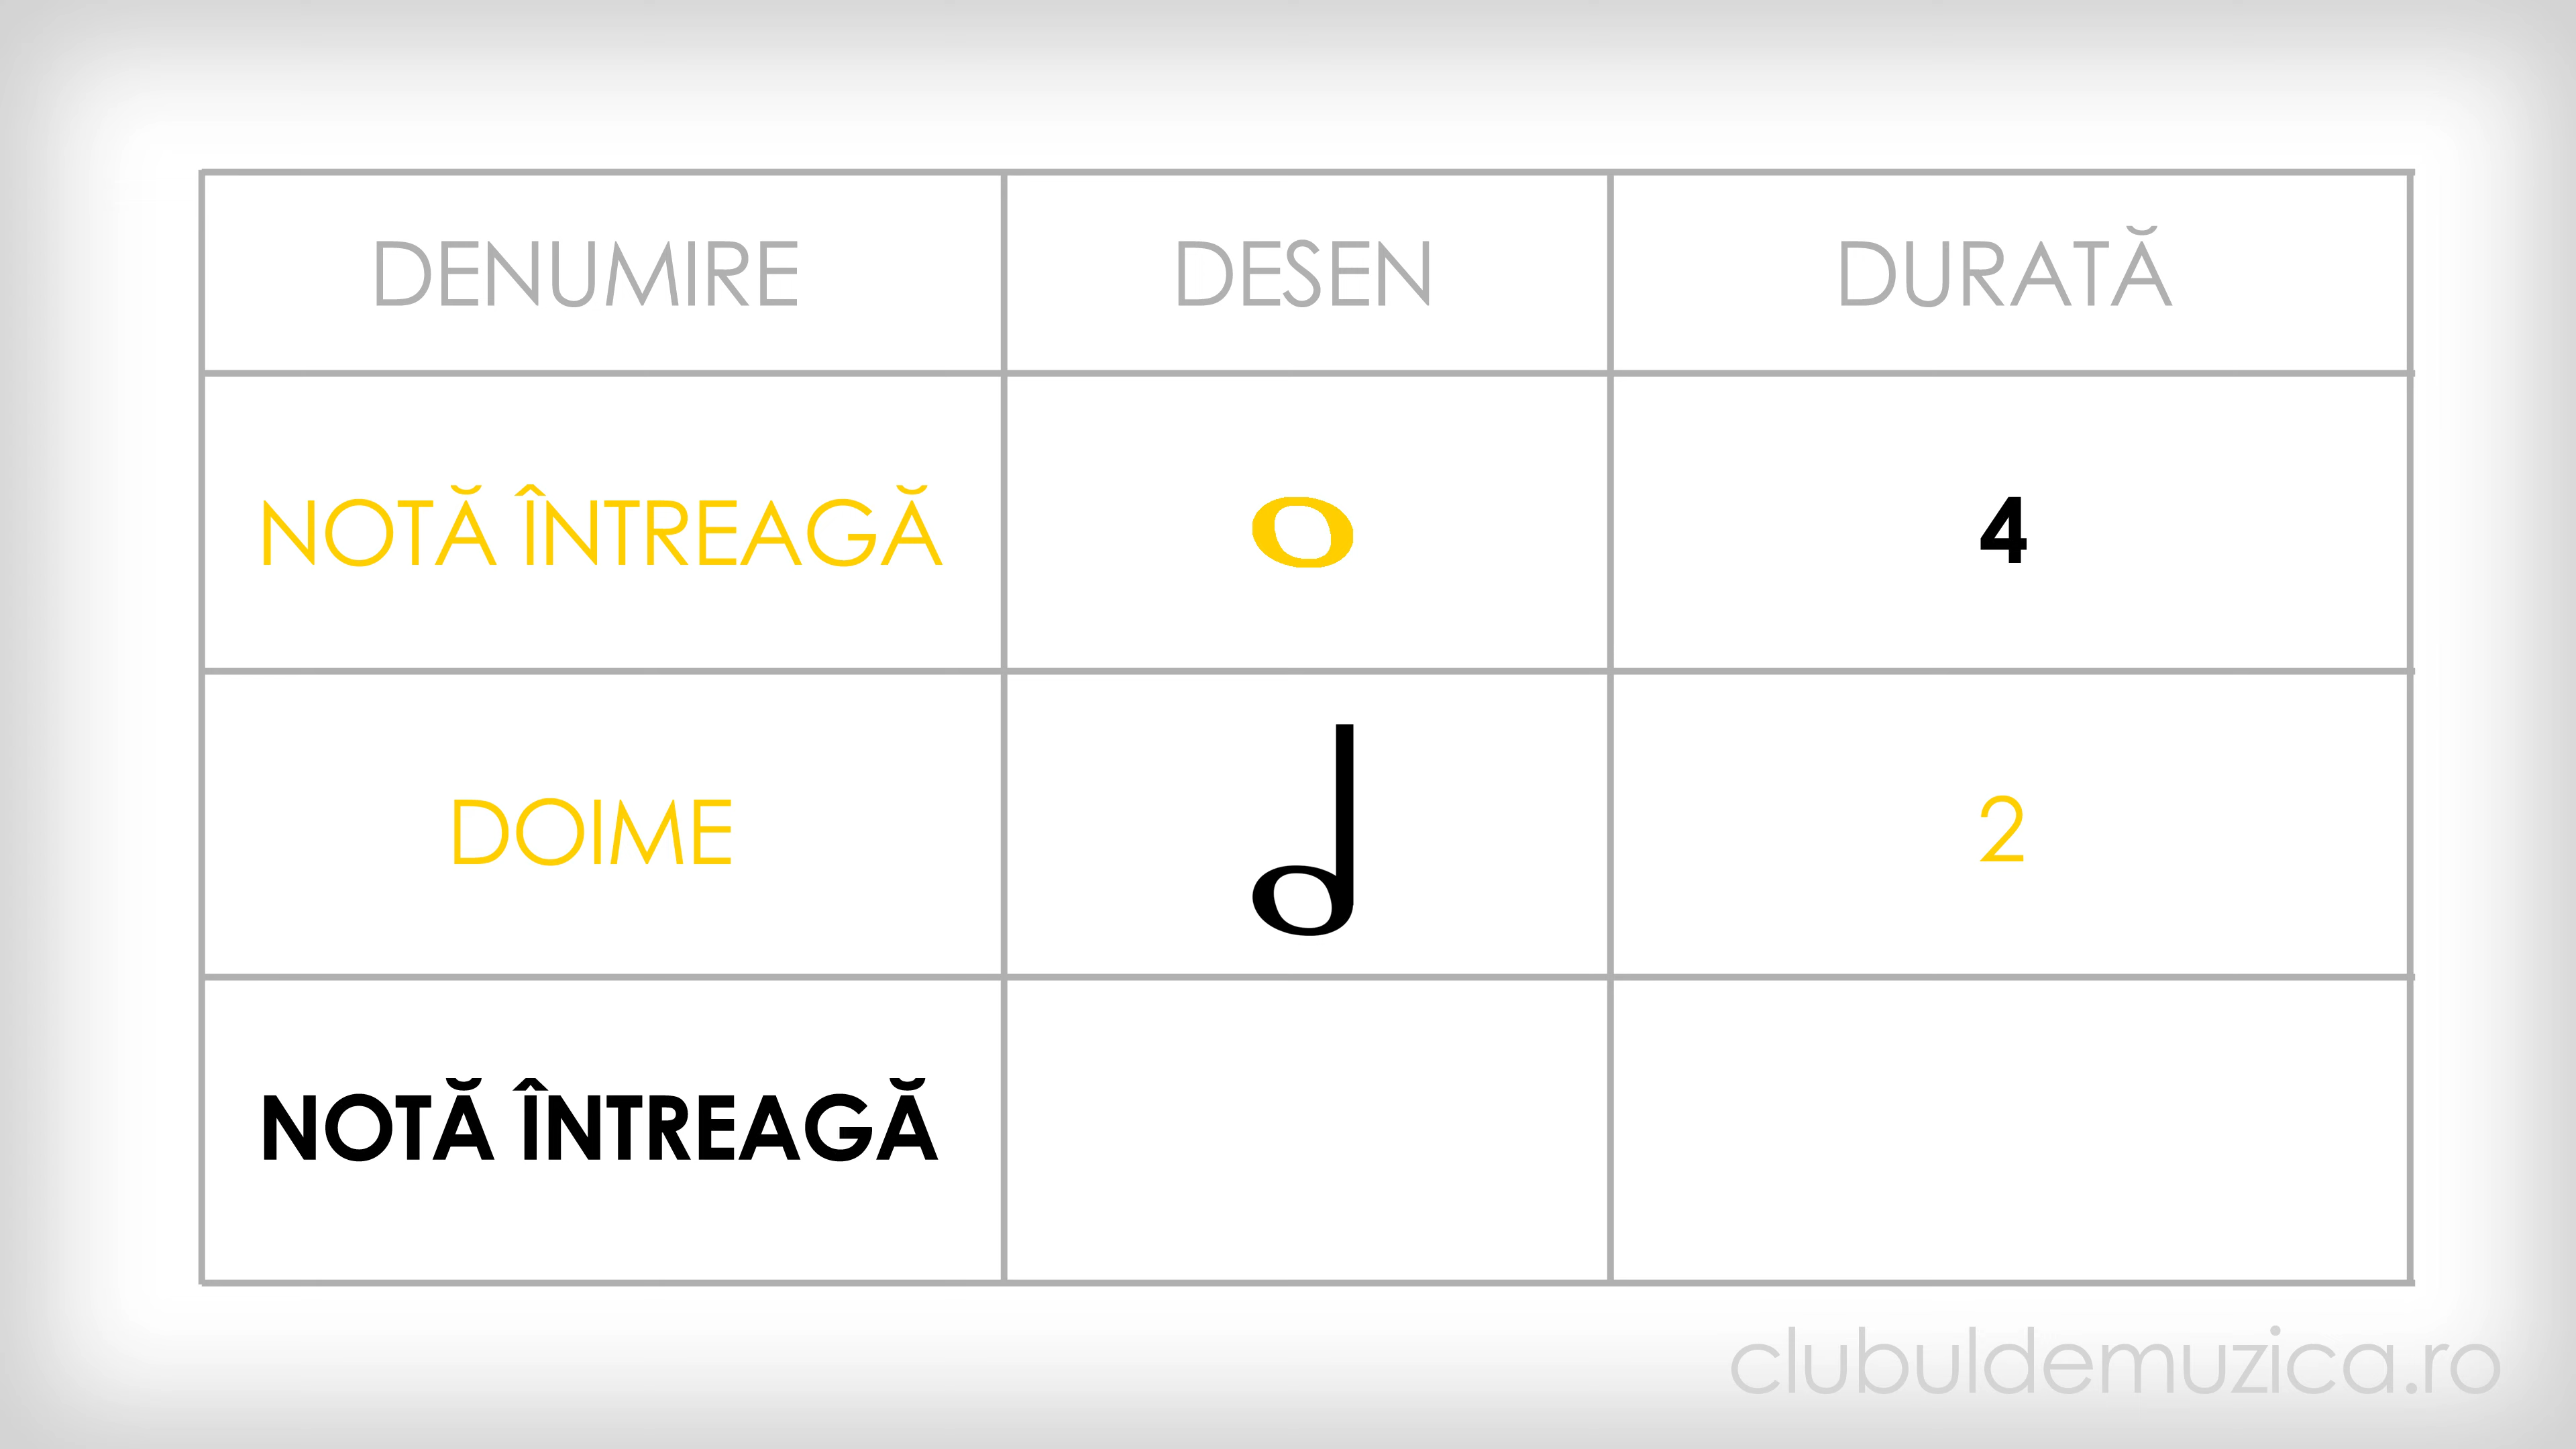 DENUMIRE DESEN DURATĂ
NOTĂ ÎNTREAGĂ 4
DOIME 2
NOTĂ ÎNTREAGĂ
clubuldemuzica.ro